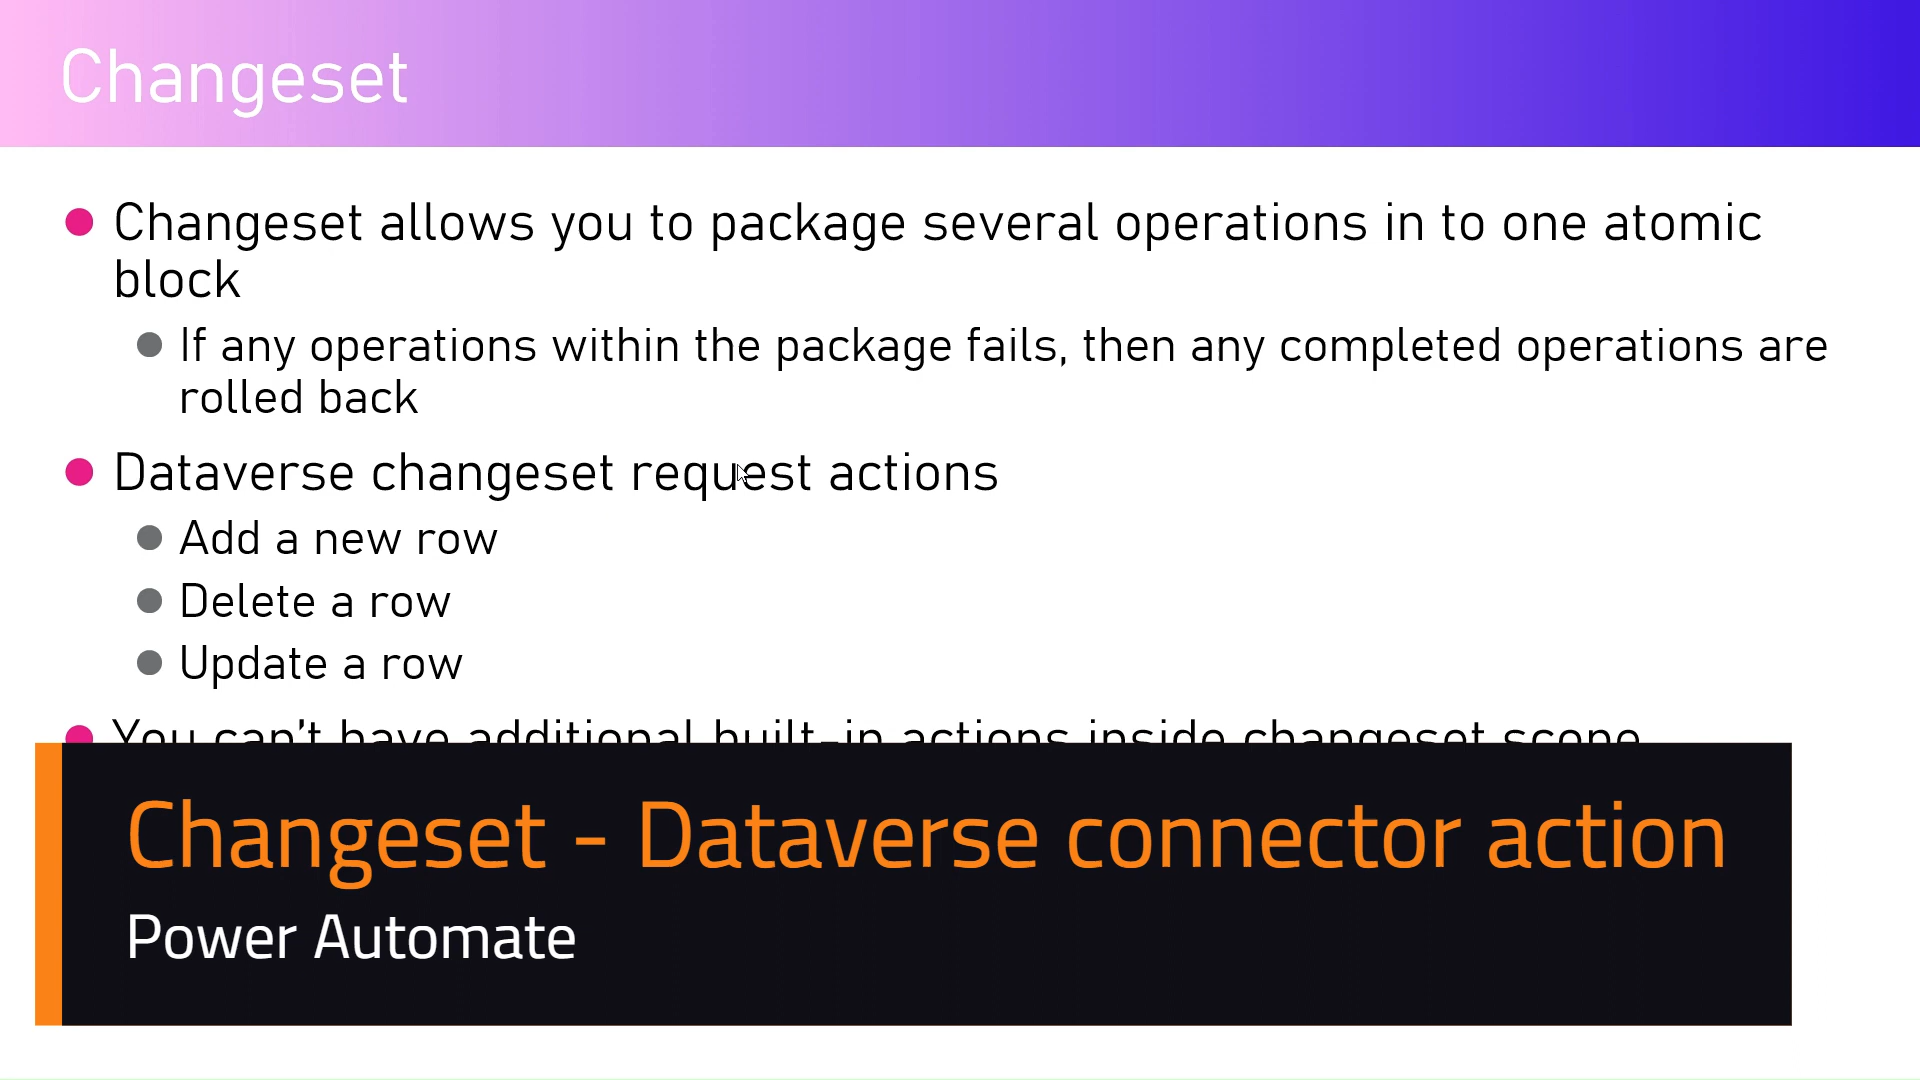 Changeset
Changeset allows you to package several operations in to one atomic
block
If any operations within the package fails, then any completed operations are
rolled back
Dataverse changeset request actions
Add a new row
Delete a row
Update a row
You can't have additional built-in actions inside changeset scope
Changeset - Dataverse connector action
Power Automate